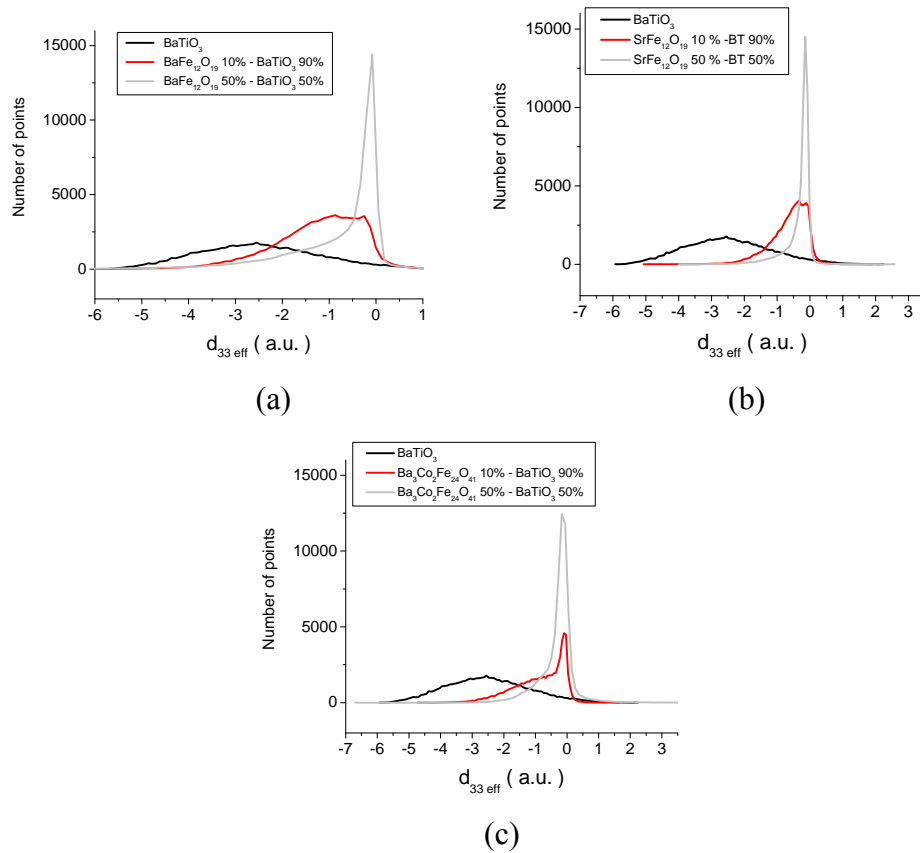 BaTiO3
BaFe12O19 10% - BaTiO3 90%
BaFe12O19 50% - BaTiO3 50%
15000
10000
5000
0
Number of points
-6 -5 -4 -3 -2 -1 0 1
d33 eff ( a.u.)
(a)
BaTiO3
SrFe12O19 10 % -BT 90%
SrFe12O19 50 % -BT 50%
15000
10000
5000
0
Number of points
-7 -6 -5 -4 -3 -2 -1 0 1 2 3
d33 eff ( a.u.)
(b)
BaTiO3
Ba3Co2Fe24O41 10% - BaTiO3 90%
Ba3Co2Fe24O41 50% - BaTiO3 50%
15000
10000
5000
0
Number of points
-7 -6 -5 -4 -3 -2 -1 0 1 2 3
d33 eff ( a.u.)
(c)